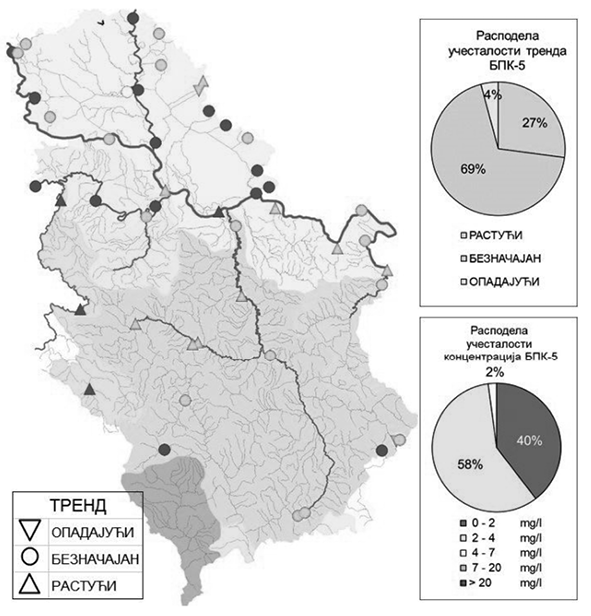 Расподела
учесталости тренда
БПК-5
4%
27%
69%
РАСТУЋИ
БЕЗНАЧАЈАН
ОПАДАЈУЋИ
Расподела
учесталости
концентрација БПК-5
2%
40%
58%
0 - 2 mg/l
2 - 4 mg/l
4 - 7 mg/l
7 - 20 mg/l
> 20 mg/l
ТРЕНД
ОПАДАЈУЋИ
БЕЗНАЧАЈАН
РАСТУЋИ